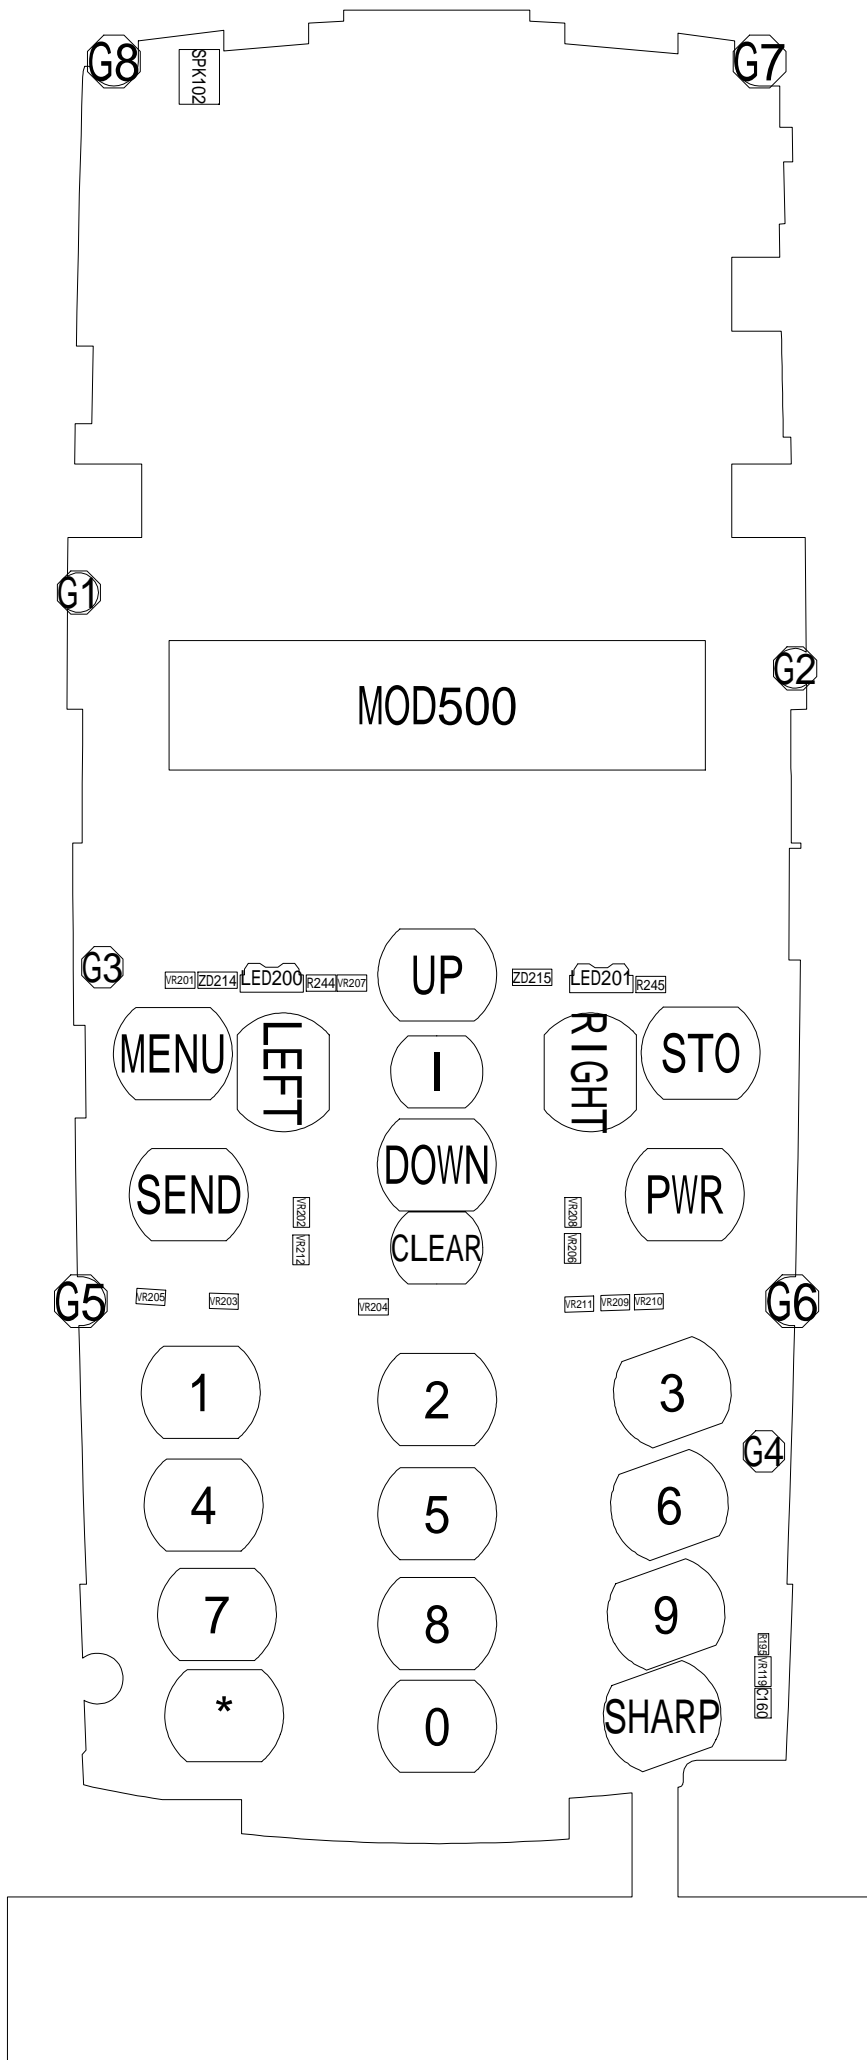 G8
SPK102
G7
G1
G2
MOD500
G3
VR201
ZD214
LED200
R244
VR207
UP
ZD215
LED201
R245
MENU
LEFT
I
RIGHT
STO
DOWN
SEND
PWR
VR202
VR208
CLEAR
VR212
VR206
G5
VR205
VR203
VR204
VR211
VR209
VR210
G6
1
2
3
G4
4
5
6
7
8
9
R195
VR119
C160
*
0
SHARP